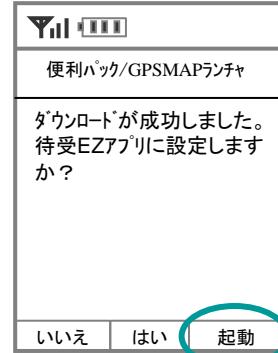 便利ﾊﾟｯｸ/GPSMAPﾗﾝﾁｬ
ﾀﾞｳﾝﾛｰﾄﾞが成功しました。
待受EZｱﾌﾟﾘに設定します
か？
いいえ はい 起動